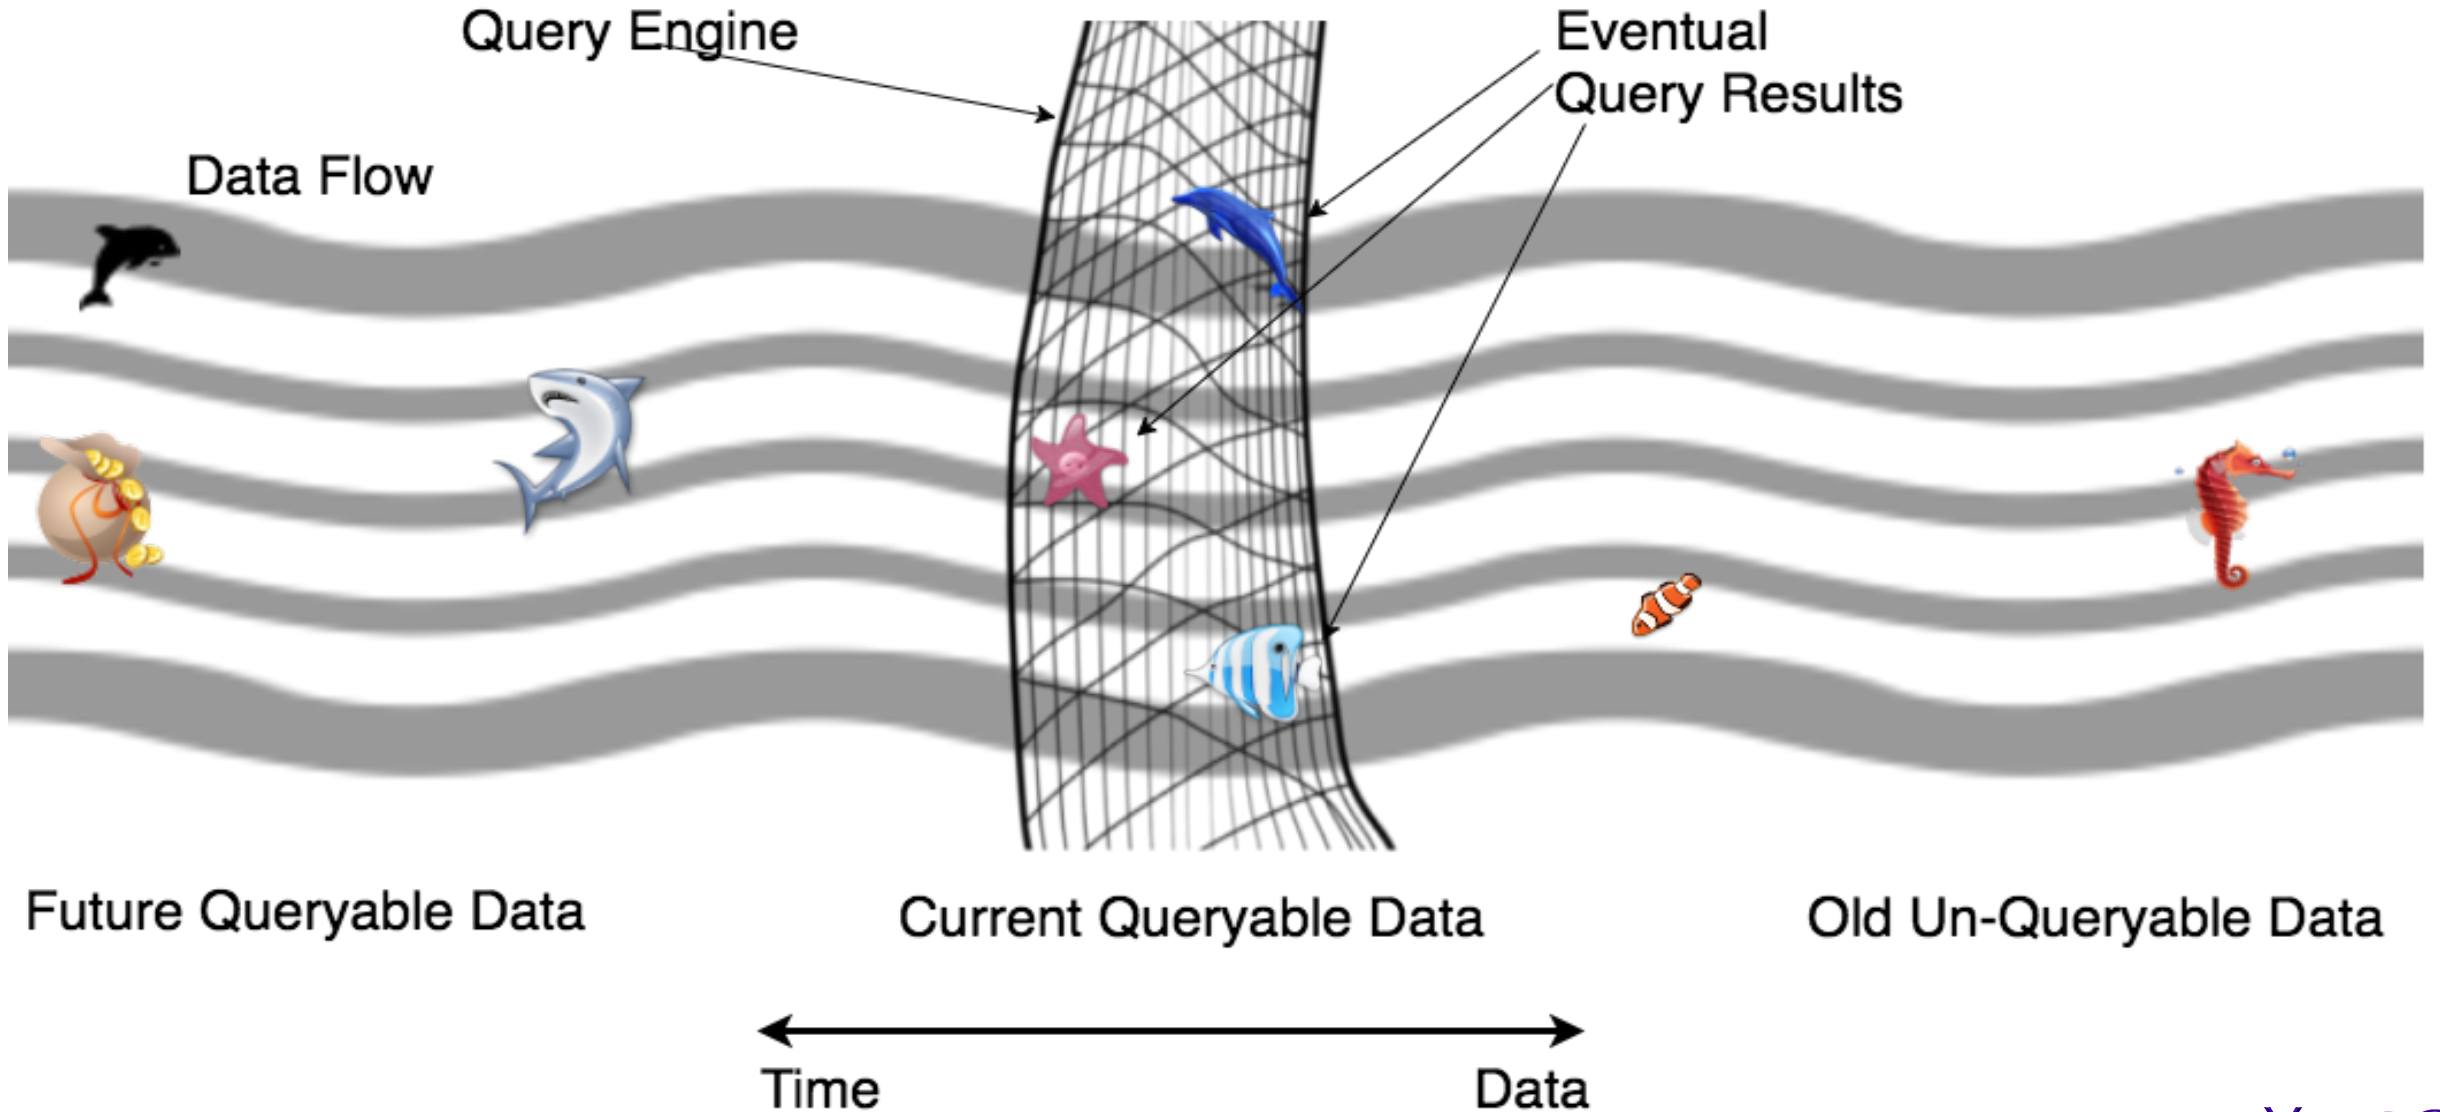 Query Engine
Eventual
Query Results
Data Flow
Future Queryable Data
Current Queryable Data
Old Un-Queryable Data
Time
Data